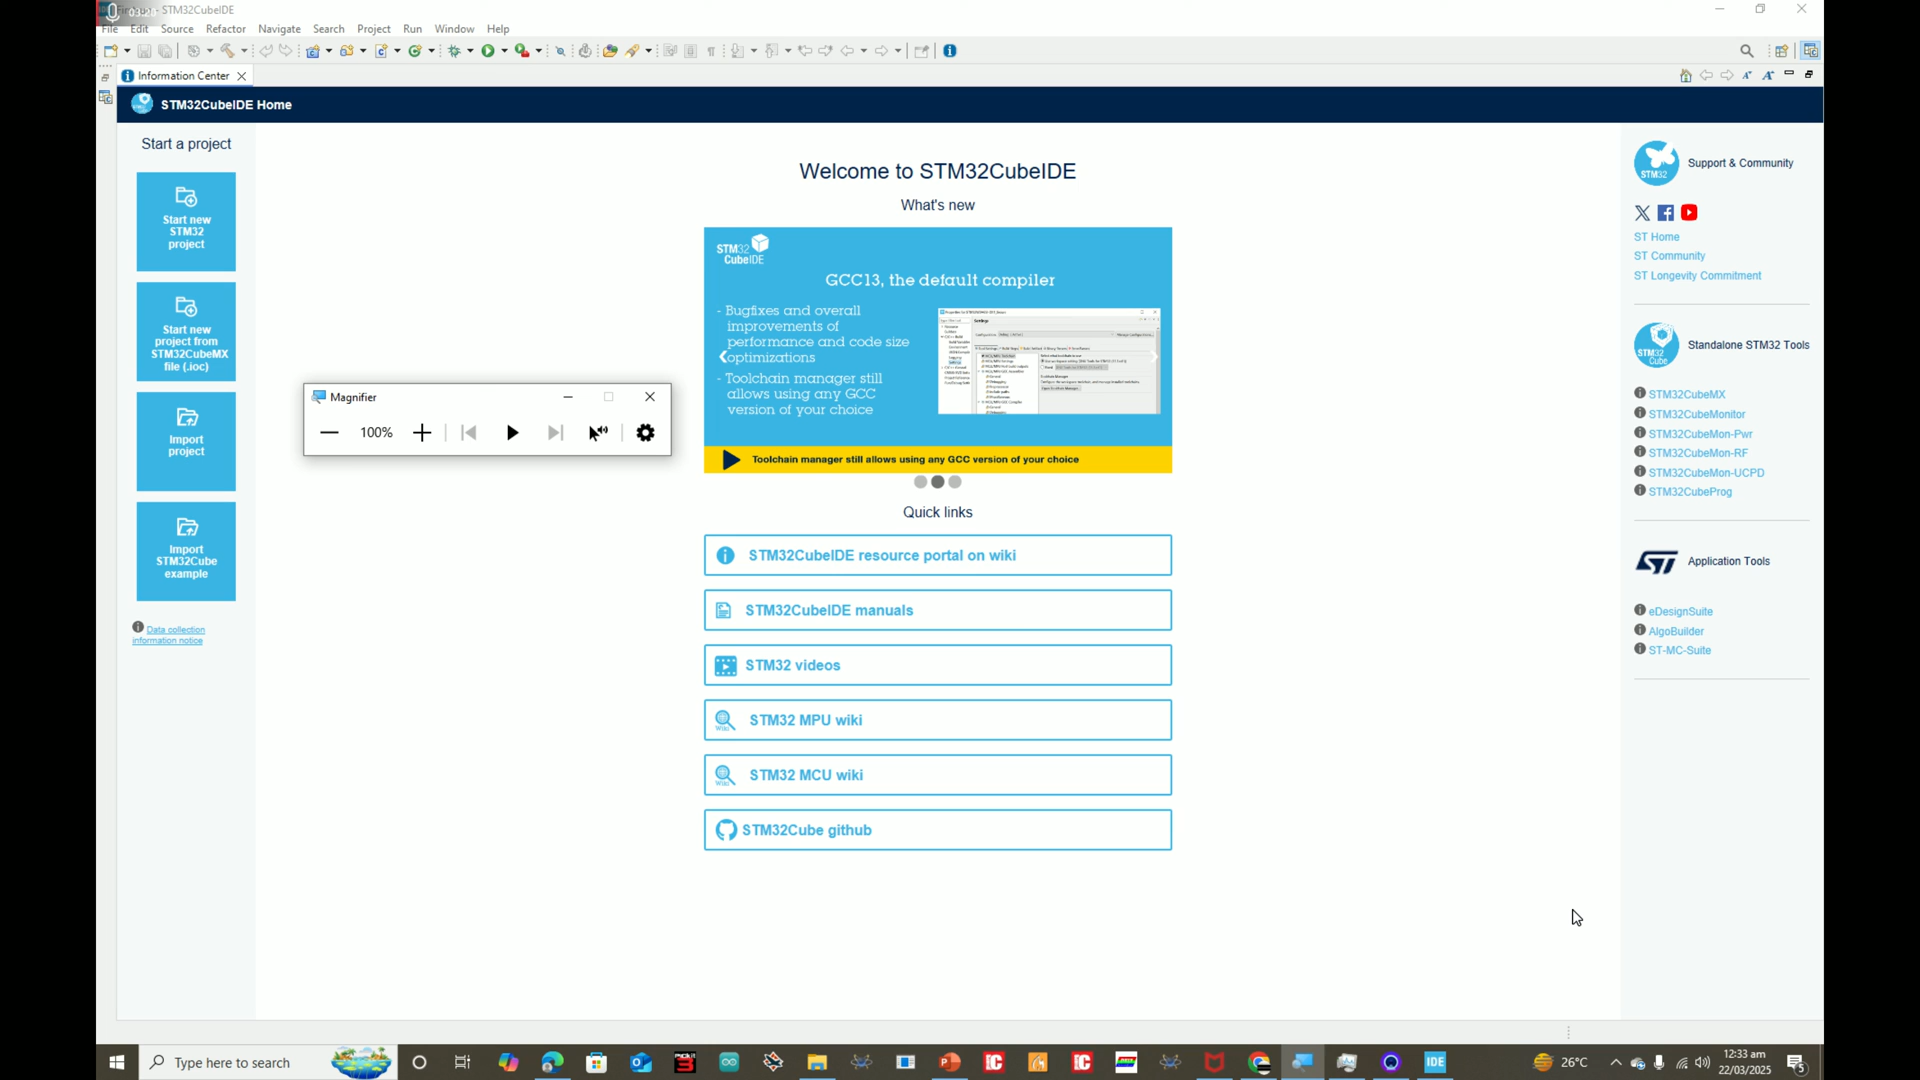 - STM32CubeIDE
File Edit Source Refactor Navigate Search Project Run Window Help
Information Center
STM32CubeIDE Home
Start a project
Start new
STM32
project
Start new
project from
STM32CubeMX
file (.ioc)
Import
project
Import
STM32Cube
example
Data collection
information notice
Magnifier
100%
Welcome to STM32CubeIDE
What's new
STM32
CubeIDE
GCC13, the default compiler
- Bugfixes and overall
improvements of
performance and code size
optimizations
- Toolchain manager still
allows using any GCC
version of your choice
Toolchain manager still allows using any GCC version of your choice
Quick links
STM32CubeIDE resource portal on wiki
STM32CubeIDE manuals
STM32 videos
STM32 MPU wiki
STM32 MCU wiki
STM32Cube github
STM32
Support & Community
ST Home
ST Community
ST Longevity Commitment
STM32
Cube
Standalone STM32 Tools
STM32CubeMX
STM32CubeMonitor
STM32CubeMon-Pwr
STM32CubeMon-RF
STM32CubeMon-UCPD
STM32CubeProg
Application Tools
eDesignSuite
AlgoBuilder
ST-MC-Suite
Type here to search
IDE
26°C
12:33 am
22/03/2025
5